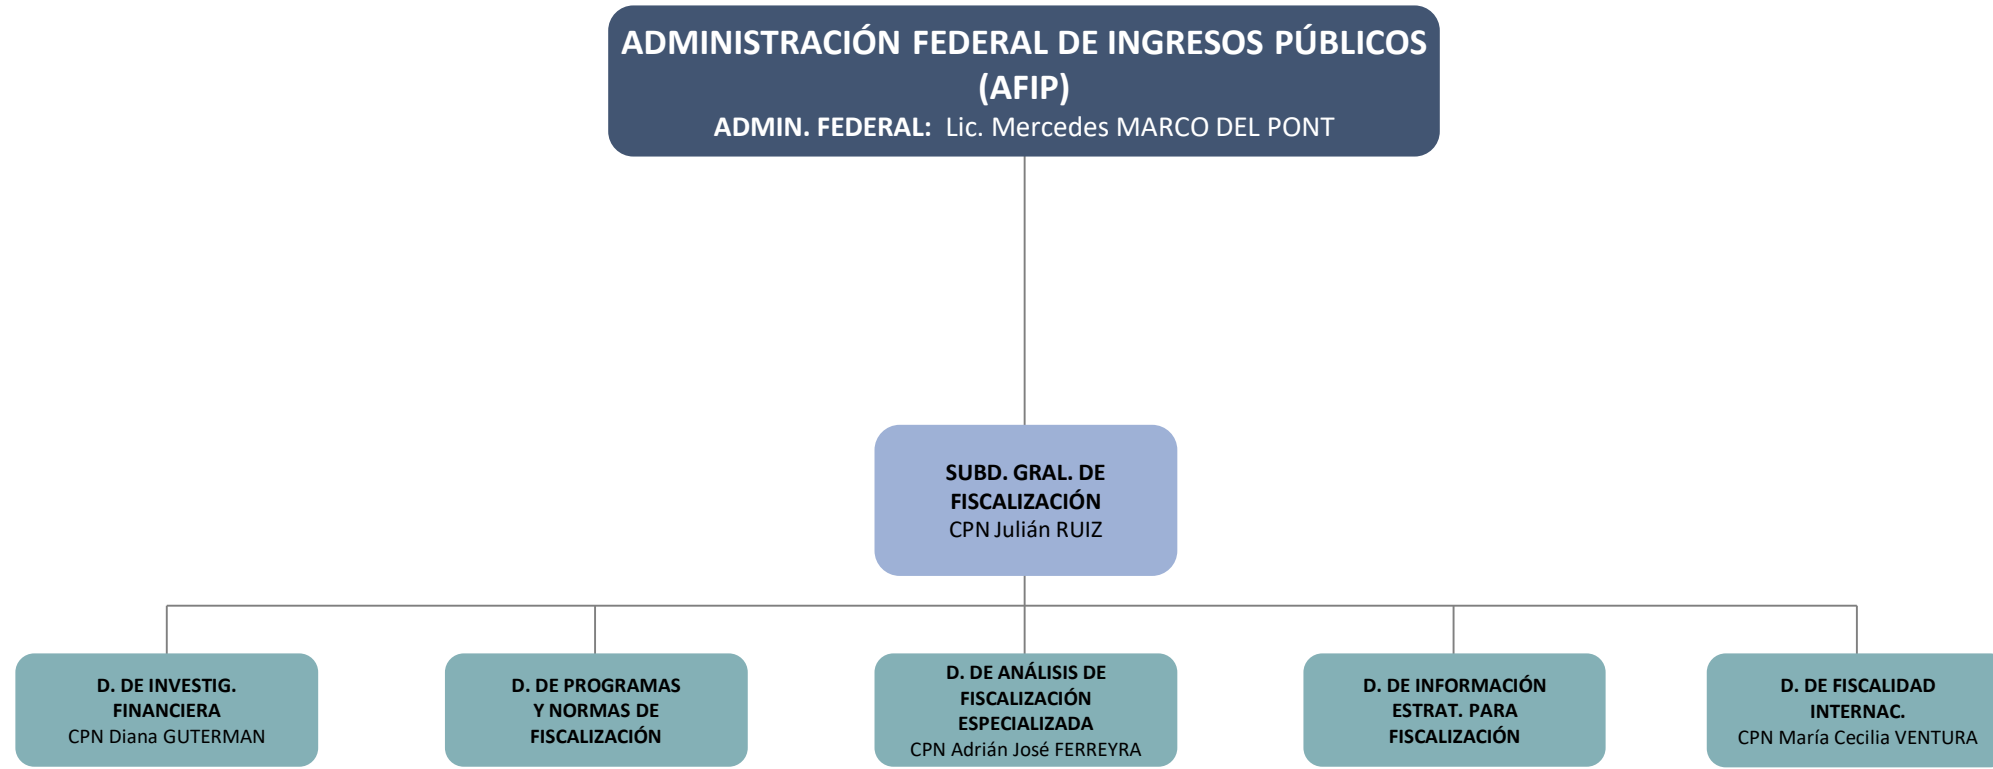 ADMINISTRACIÓN FEDERAL DE INGRESOS PÚBLICOS
(AFIP)
ADMIN. FEDERAL: Lic. Mercedes MARCO DEL PONT
SUBD. GRAL. DE
FISCALIZACIÓN
CPN Julián RUIZ
D. DE INVESTIG.
FINANCIERA
CPN Diana GUTERMAN
D. DE PROGRAMAS
Y NORMAS DE
FISCALIZACIÓN
D. DE ANÁLISIS DE
FISCALIZACIÓN
ESPECIALIZADA
CPN Adrián José FERREYRA
D. DE INFORMACIÓN
ESTRAT. PARA
FISCALIZACIÓN
D. DE FISCALIDAD
INTERNAC.
CPN María Cecilia VENTURA